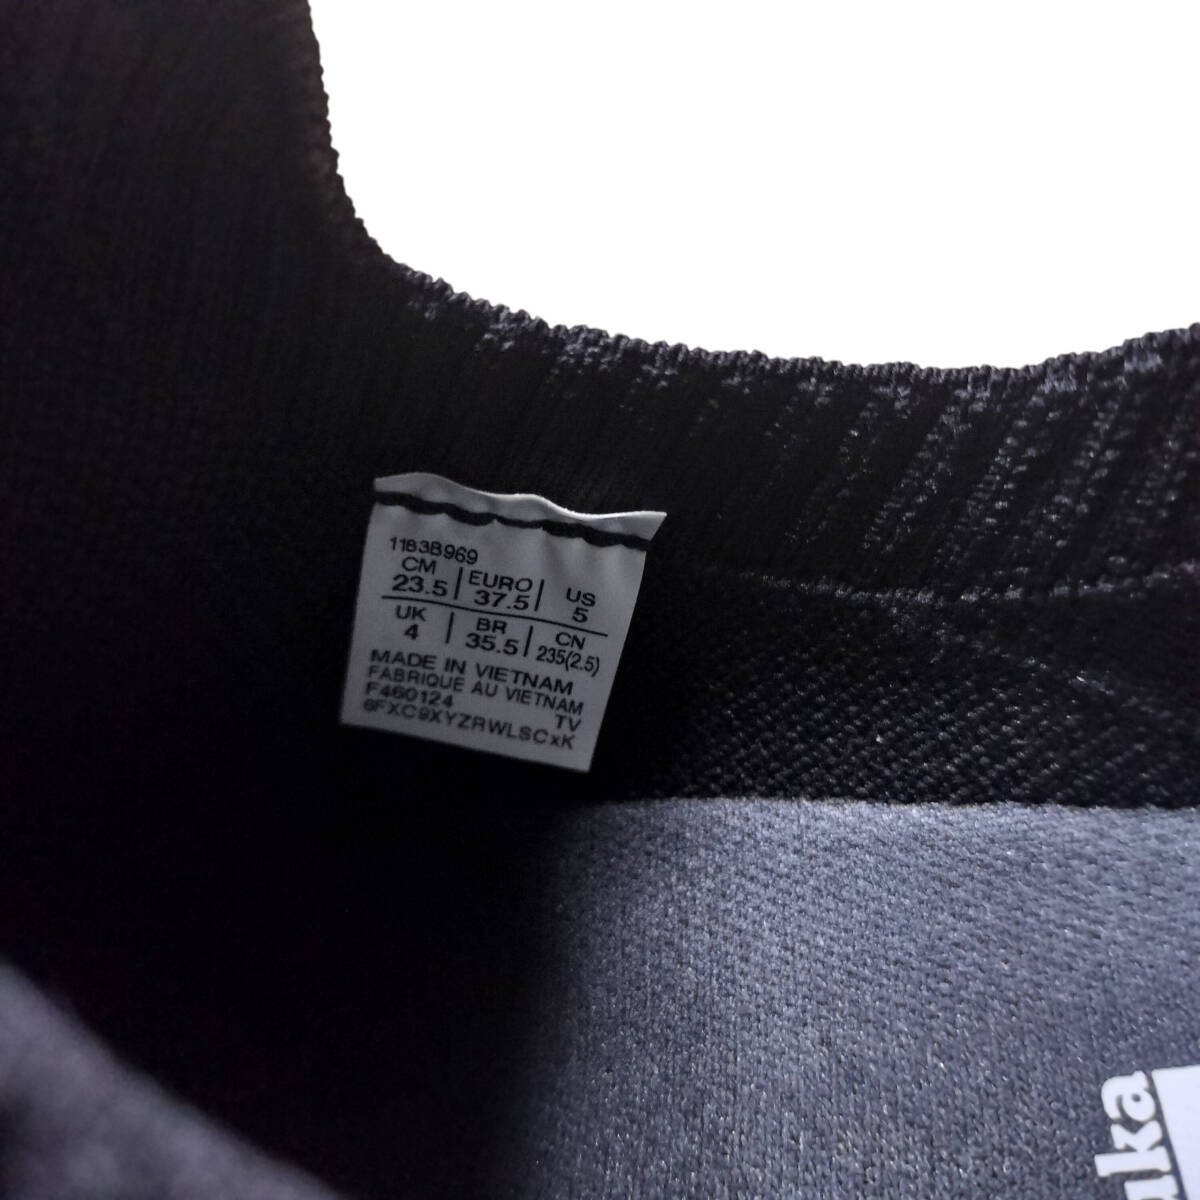 1183B969
CM 23.5 | EURO 37.5 | US 5
UK 4 | BR 35.5 | CN 235(2.5)
MADE IN VIETNAM
FABRIQUE AU VIETNAM
F460124 TV
6FXC9XYZRWLSCxK
uka